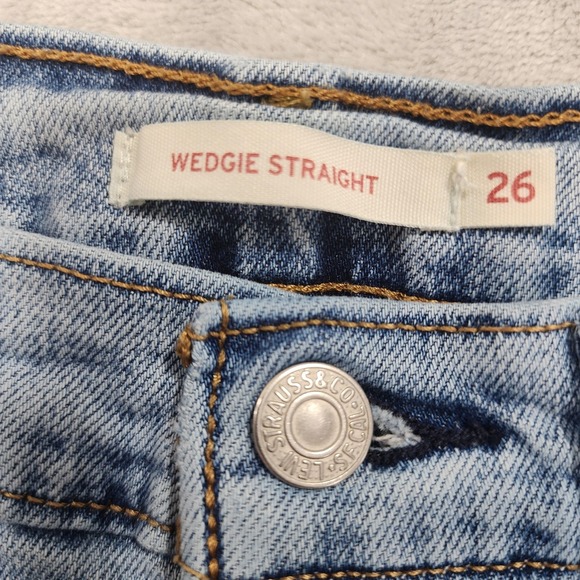 WEDGIE STRAIGHT
26
LEVI STRAUSS & CO. S.F. CAL.